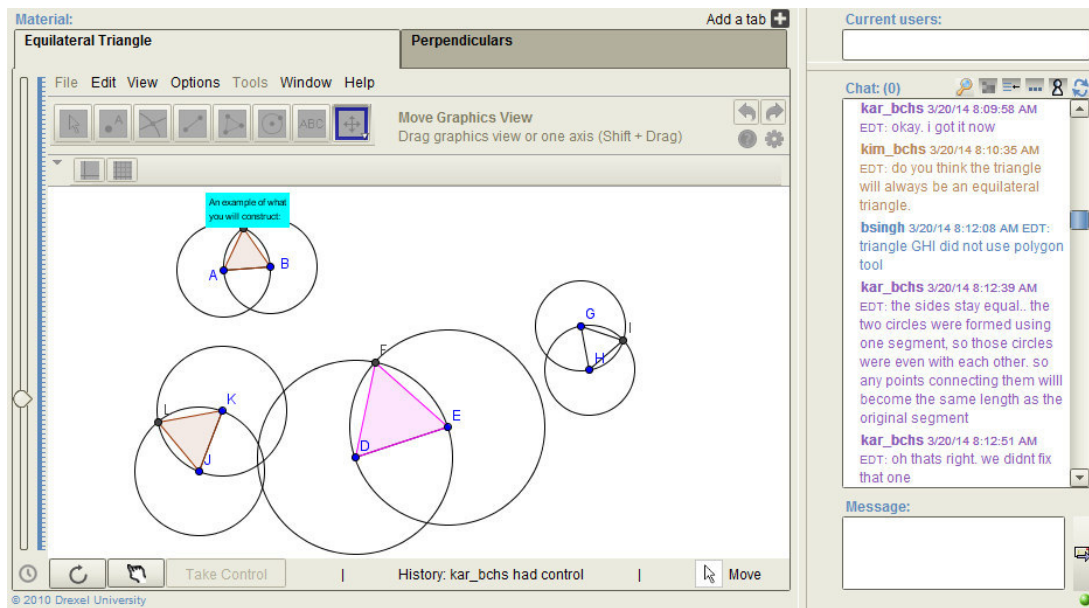 Material:
Add a tab
Current users:
Equilateral Triangle
Perpendiculars
File Edit View Options Tools Window Help
ABC
Move Graphics View
Drag graphics view or one axis (Shift + Drag)
Chat: (0)
kar_bchs 3/20/14 8:09:58 AM
EDT: okay. i got it now
kim_bchs 3/20/14 8:10:35 AM
EDT: do you think the triangle
will always be an equilateral
triangle.
bsingh 3/20/14 8:12:08 AM EDT:
triangle GHI did not use polygon
tool
kar_bchs 3/20/14 8:12:39 AM
EDT: the sides stay equal.. the
two circles were formed using
one segment, so those circles
were even with each other. so
any points connecting them willl
become the same length as the
original segment
kar_bchs 3/20/14 8:12:51 AM
EDT: oh thats right. we didnt fix
that one
An example of what
you will construct:
A
B
G
I
H
F
E
D
K
L
J
Message:
Take Control
History: kar_bchs had control
Move
© 2010 Drexel University